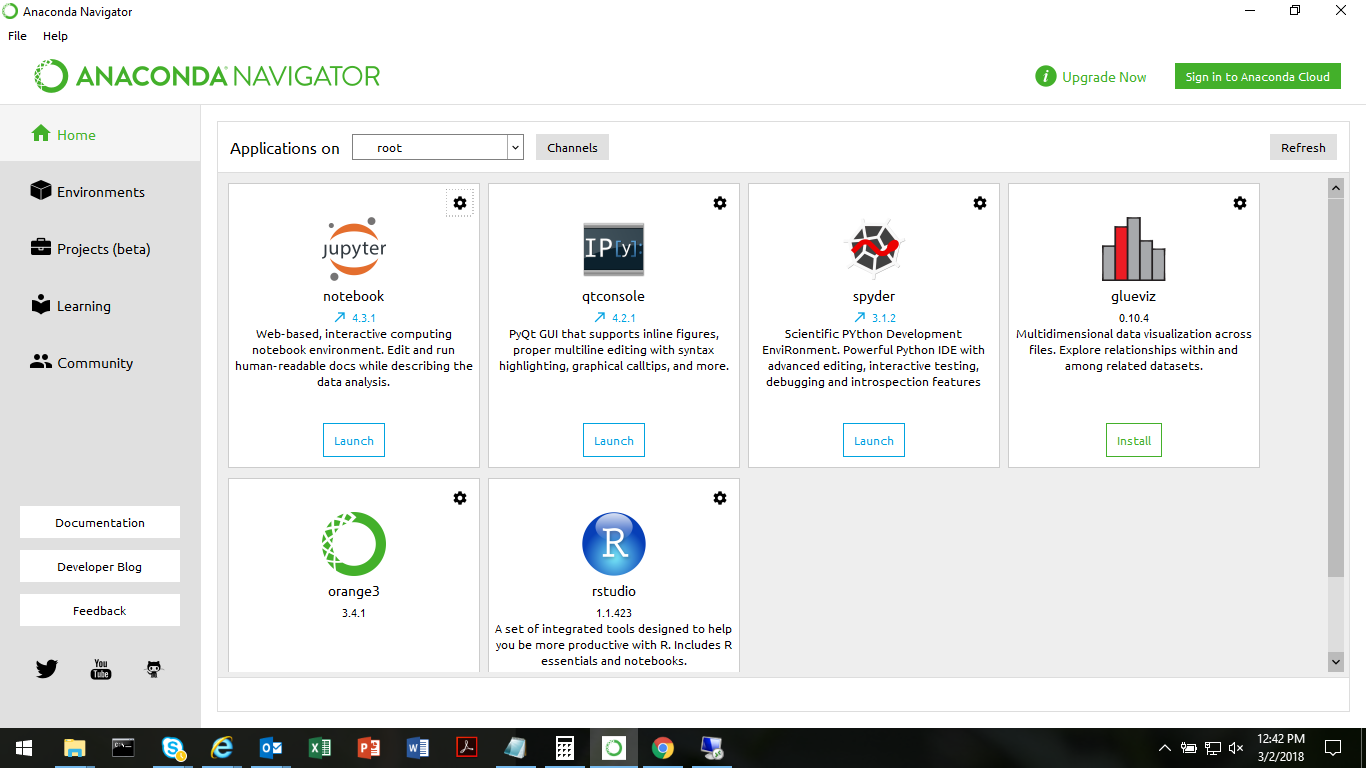 Anaconda Navigator
File Help
ANACONDA NAVIGATOR
i Upgrade Now
Sign in to Anaconda Cloud
Home
Environments
Projects (beta)
Learning
Community
Documentation
Developer Blog
Feedback
You
Tube
Applications on root Channels Refresh
jupyter
notebook
4.3.1
Web-based, interactive computing
notebook environment. Edit and run
human-readable docs while describing the
data analysis.
Launch
IP[y]:
qtconsole
4.2.1
PyQt GUI that supports inline figures,
proper multiline editing with syntax
highlighting, graphical calltips, and more.
Launch
spyder
3.1.2
Scientific PYthon Development
EnviRonment. Powerful Python IDE with
advanced editing, interactive testing,
debugging and introspection features
Launch
glueviz
0.10.4
Multidimensional data visualization across
files. Explore relationships within and
among related datasets.
Install
orange3
3.4.1
R
rstudio
1.1.423
A set of integrated tools designed to help
you be more productive with R. Includes R
essentials and notebooks.
12:42 PM
3/2/2018